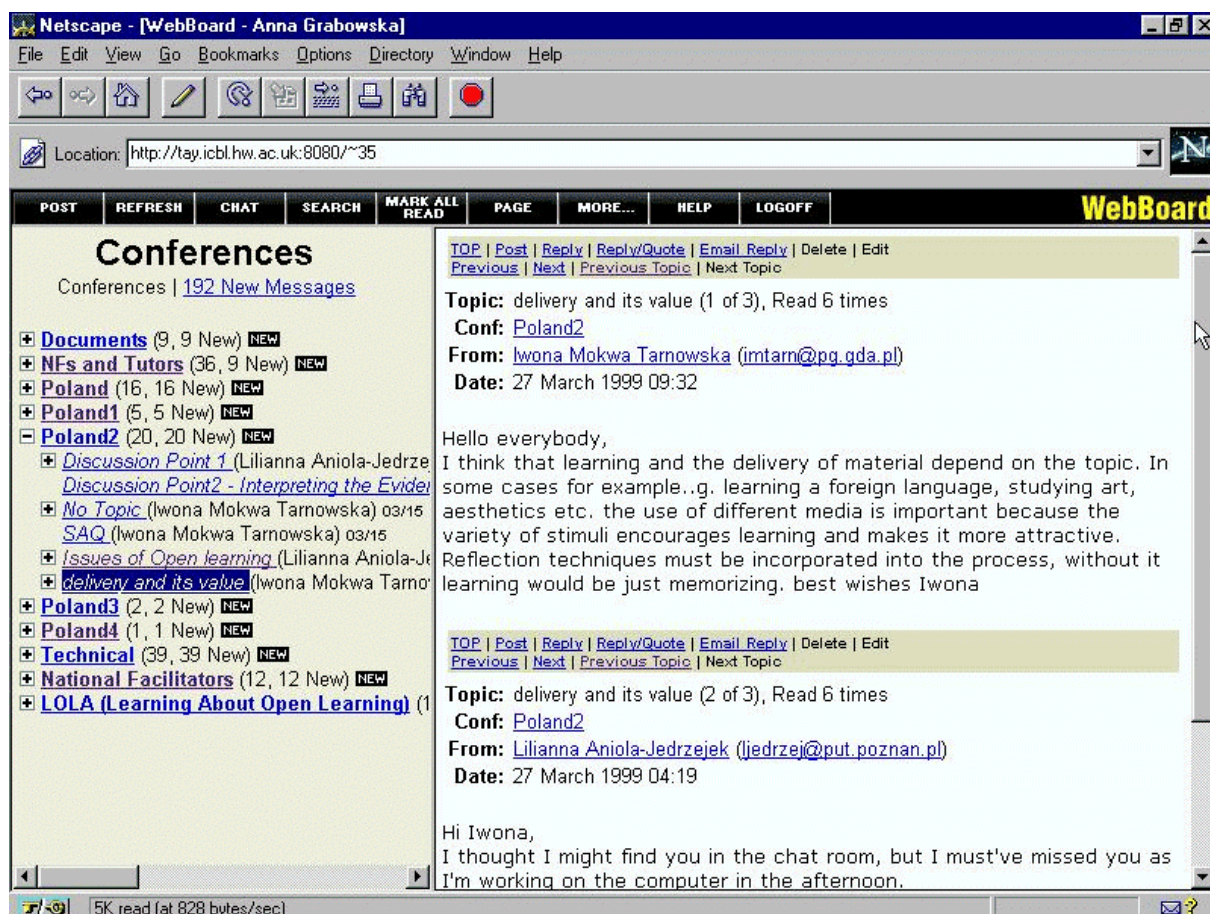 Netscape - [WebBoard - Anna Grabowska]
File Edit View Go Bookmarks Options Directory Window Help
Location: http://tay.icbl.hw.ac.uk:8080/~35
N
POST REFRESH CHAT SEARCH MARK ALL READ PAGE MORE... HELP LOGOFF WebBoard
Conferences
Conferences | 192 New Messages
Documents (9, 9 New) NEW
NFs and Tutors (36, 9 New) NEW
Poland (16, 16 New) NEW
Poland1 (5, 5 New) NEW
Poland2 (20, 20 New) NEW
Discussion Point 1 (Lilianna Aniola-Jedrze
Discussion Point2 - Interpreting the Eviden
No Topic (Iwona Mokwa Tarnowska) 03/15
SAQ (Iwona Mokwa Tarnowska) 03/15
Issues of Open learning (Lilianna Aniola-Je
delivery and its value (Iwona Mokwa Tarno
Poland3 (2, 2 New) NEW
Poland4 (1, 1 New) NEW
Technical (39, 39 New) NEW
National Facilitators (12, 12 New) NEW
LOLA (Learning About Open Learning) (1
TOP | Post | Reply | Reply/Quote | Email Reply | Delete | Edit
Previous | Next | Previous Topic | Next Topic
Topic: delivery and its value (1 of 3), Read 6 times
Conf: Poland2
From: Iwona Mokwa Tarnowska (imtarn@pg.gda.pl)
Date: 27 March 1999 09:32
Hello everybody,
I think that learning and the delivery of material depend on the topic. In
some cases for example..g. learning a foreign language, studying art,
aesthetics etc. the use of different media is important because the
variety of stimuli encourages learning and makes it more attractive.
Reflection techniques must be incorporated into the process, without it
learning would be just memorizing. best wishes Iwona
TOP | Post | Reply | Reply/Quote | Email Reply | Delete | Edit
Previous | Next | Previous Topic | Next Topic
Topic: delivery and its value (2 of 3), Read 6 times
Conf: Poland2
From: Lilianna Aniola-Jedrzejek (ljedrzej@put.poznan.pl)
Date: 27 March 1999 04:19
Hi Iwona,
I thought I might find you in the chat room, but I must've missed you as
I'm working on the computer in the afternoon.
5K read (at 828 bytes/sec)